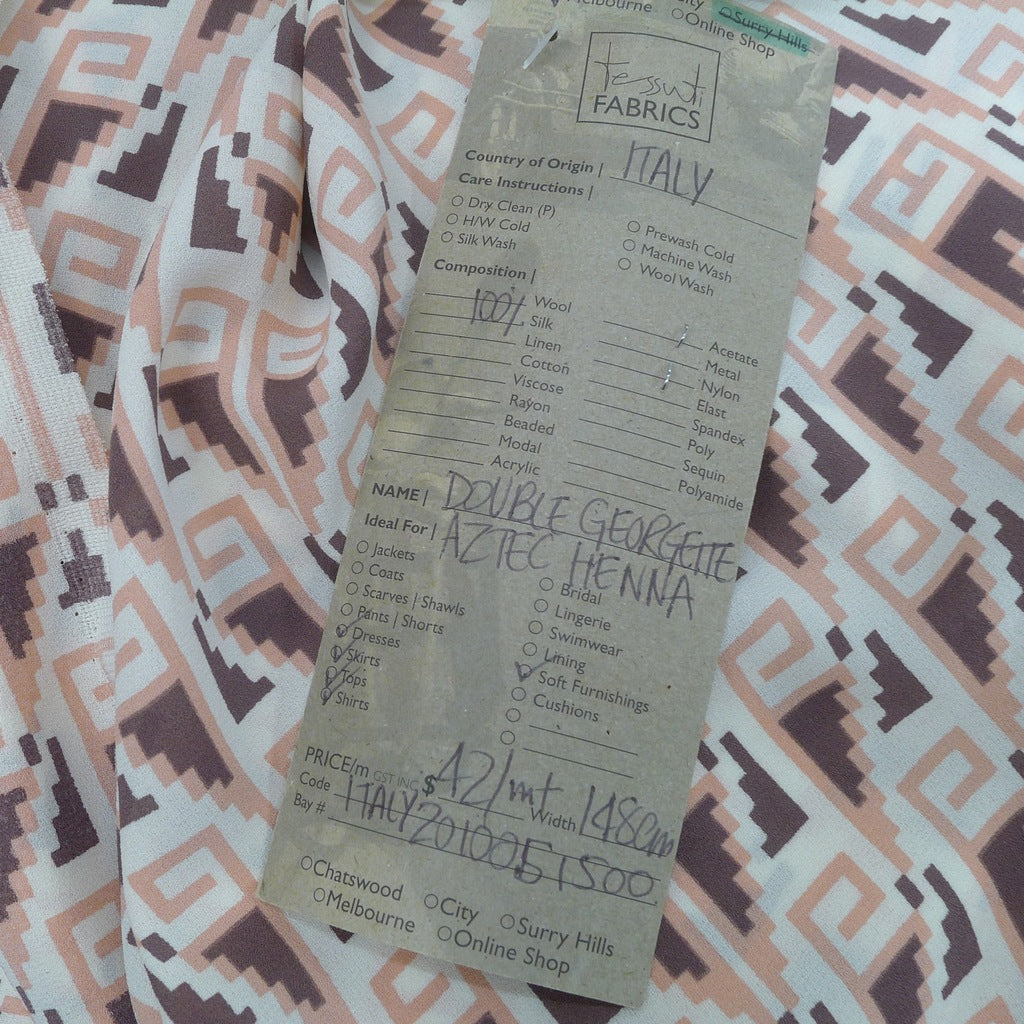 Melbourne ○Online Shop
○Surry Hills
tessuti
FABRICS
Country of Origin | ITALY
Care Instructions |
○ Dry Clean (P)
○ H/W Cold
○ Silk Wash
○ Prewash Cold
○ Machine Wash
○ Wool Wash
Composition |
Wool
100% Silk
Linen
Cotton
Viscose
Rayon
Beaded
Modal
Acrylic
Acetate
Metal
Nylon
Elast
Spandex
Poly
Sequin
Polyamide
NAME | DOUBLE GEORGETTE
AZTEC HENNA
Ideal For |
○ Jackets
○ Coats
○ Scarves | Shawls
○ Pants | Shorts
○ Dresses
○ Skirts
○ Tops
○ Shirts
○ Bridal
○ Lingerie
○ Swimwear
○ Lining
○ Soft Furnishings
○ Cushions
○
○
PRICE/m GST INC $42/mt Width 148cm
Code
Bay # ITALY2010051500
○Chatswood ○City ○Surry Hills
○Melbourne ○Online Shop